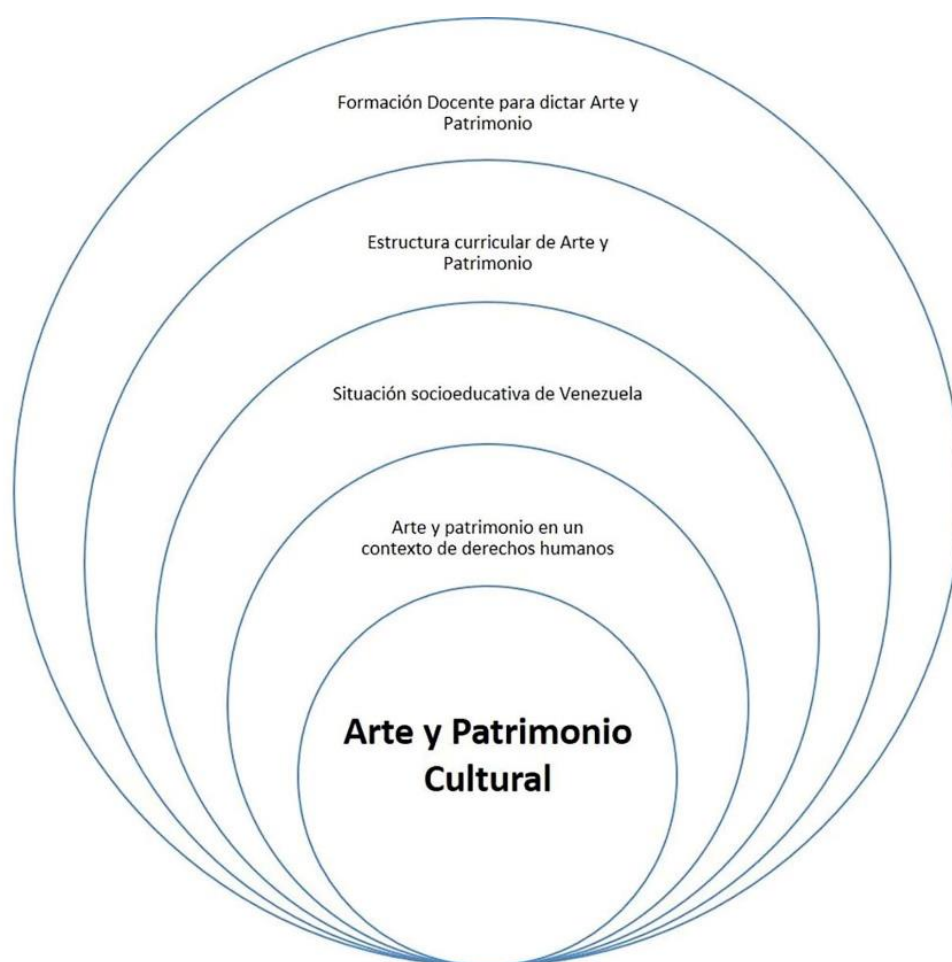 Formación Docente para dictar Arte y
Patrimonio
Estructura curricular de Arte y
Patrimonio
Situación socioeducativa de Venezuela
Arte y patrimonio en un
contexto de derechos humanos
Arte y Patrimonio
Cultural